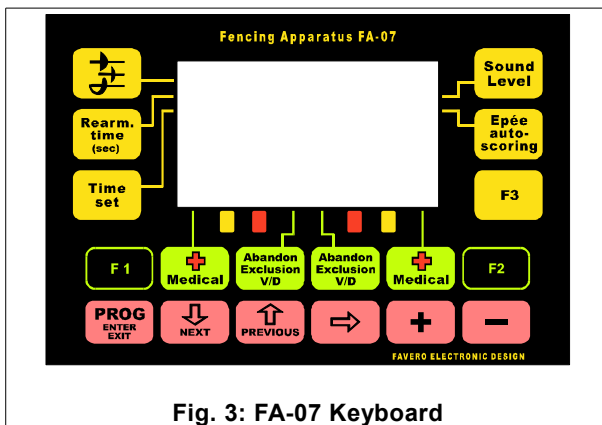 Fencing Apparatus FA-07
Sound
Level
Rearm.
time
(sec)
Epée
auto-
scoring
Time
set
F3
F 1
Medical
Abandon
Exclusion
V/D
Abandon
Exclusion
V/D
Medical
F2
PROG
ENTER
EXIT
NEXT
PREVIOUS
FAVERO ELECTRONIC DESIGN
Fig. 3: FA-07 Keyboard